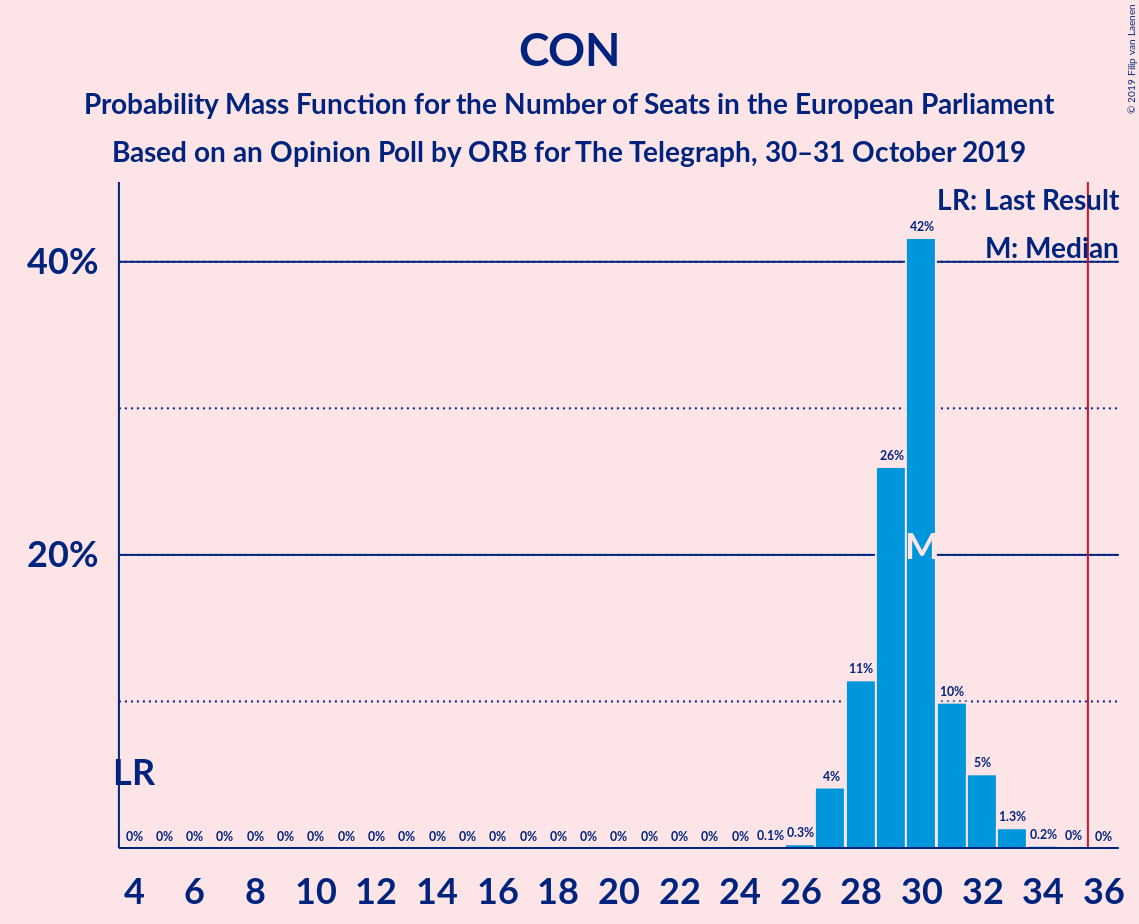 CON
Probability Mass Function for the Number of Seats in the European Parliament
Based on an Opinion Poll by ORB for The Telegraph, 30–31 October 2019
© 2019 Filip van Laenen
LR: Last Result
M: Median
40%
20%
42%
26%
M
11%
10%
5%
4%
LR
1.3%
0% 0% 0% 0% 0% 0% 0% 0% 0% 0% 0% 0% 0% 0% 0% 0% 0% 0% 0% 0% 0% 0.1% 0.3% 0.2% 0% 0%
4 6 8 10 12 14 16 18 20 22 24 26 28 30 32 34 36